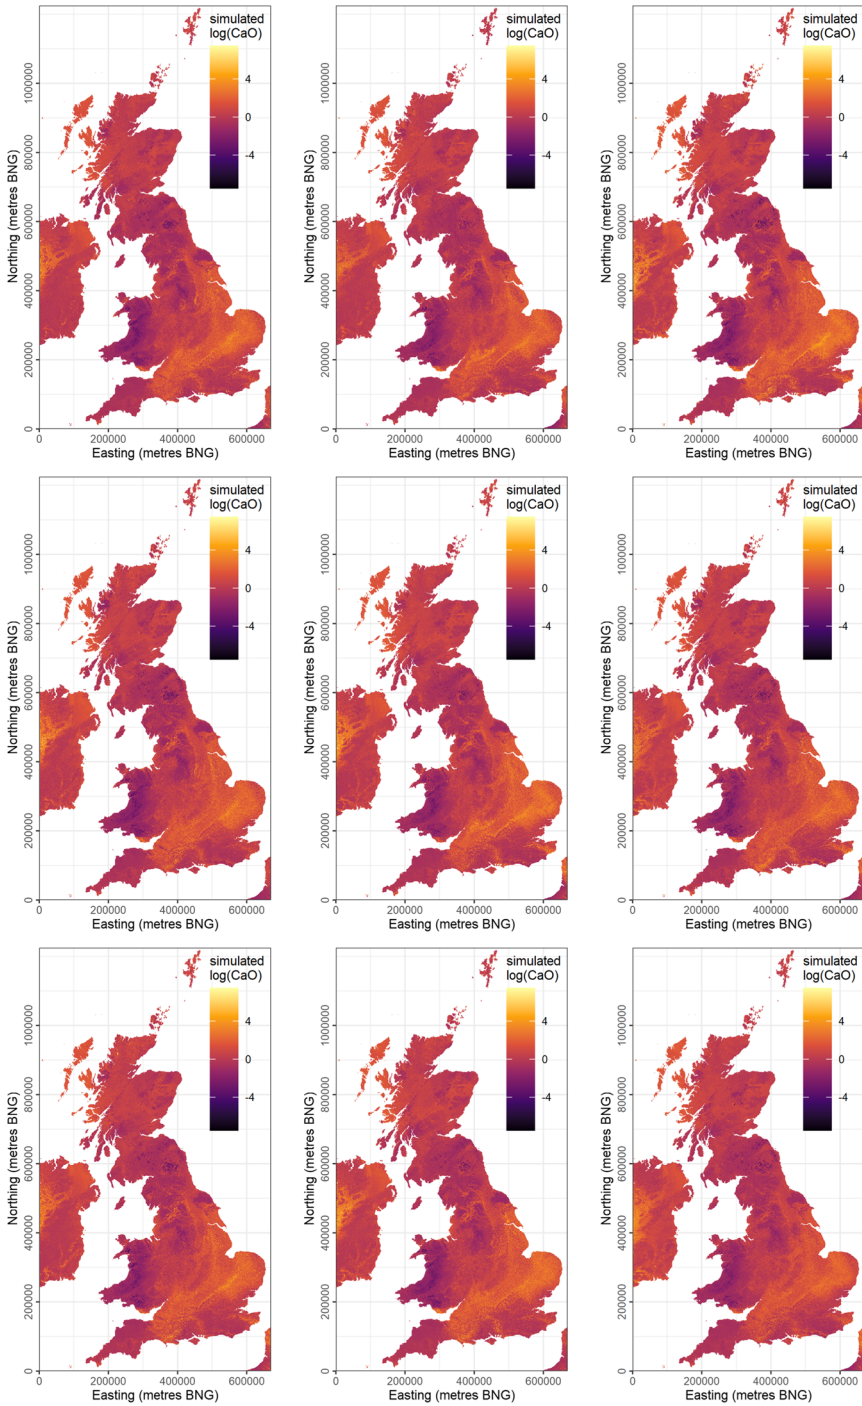 simulated
log(CaO)
4
0
-4
Northing (metres BNG)
0 200000 400000 600000 800000 1000000
0 200000 400000 600000
Easting (metres BNG)
simulated
log(CaO)
4
0
-4
Northing (metres BNG)
0 200000 400000 600000 800000 1000000
0 200000 400000 600000
Easting (metres BNG)
simulated
log(CaO)
4
0
-4
Northing (metres BNG)
0 200000 400000 600000 800000 1000000
0 200000 400000 600000
Easting (metres BNG)
simulated
log(CaO)
4
0
-4
Northing (metres BNG)
0 200000 400000 600000 800000 1000000
0 200000 400000 600000
Easting (metres BNG)
simulated
log(CaO)
4
0
-4
Northing (metres BNG)
0 200000 400000 600000 800000 1000000
0 200000 400000 600000
Easting (metres BNG)
simulated
log(CaO)
4
0
-4
Northing (metres BNG)
0 200000 400000 600000 800000 1000000
0 200000 400000 600000
Easting (metres BNG)
simulated
log(CaO)
4
0
-4
Northing (metres BNG)
0 200000 400000 600000 800000 1000000
0 200000 400000 600000
Easting (metres BNG)
simulated
log(CaO)
4
0
-4
Northing (metres BNG)
0 200000 400000 600000 800000 1000000
0 200000 400000 600000
Easting (metres BNG)
simulated
log(CaO)
4
0
-4
Northing (metres BNG)
0 200000 400000 600000 800000 1000000
0 200000 400000 600000
Easting (metres BNG)